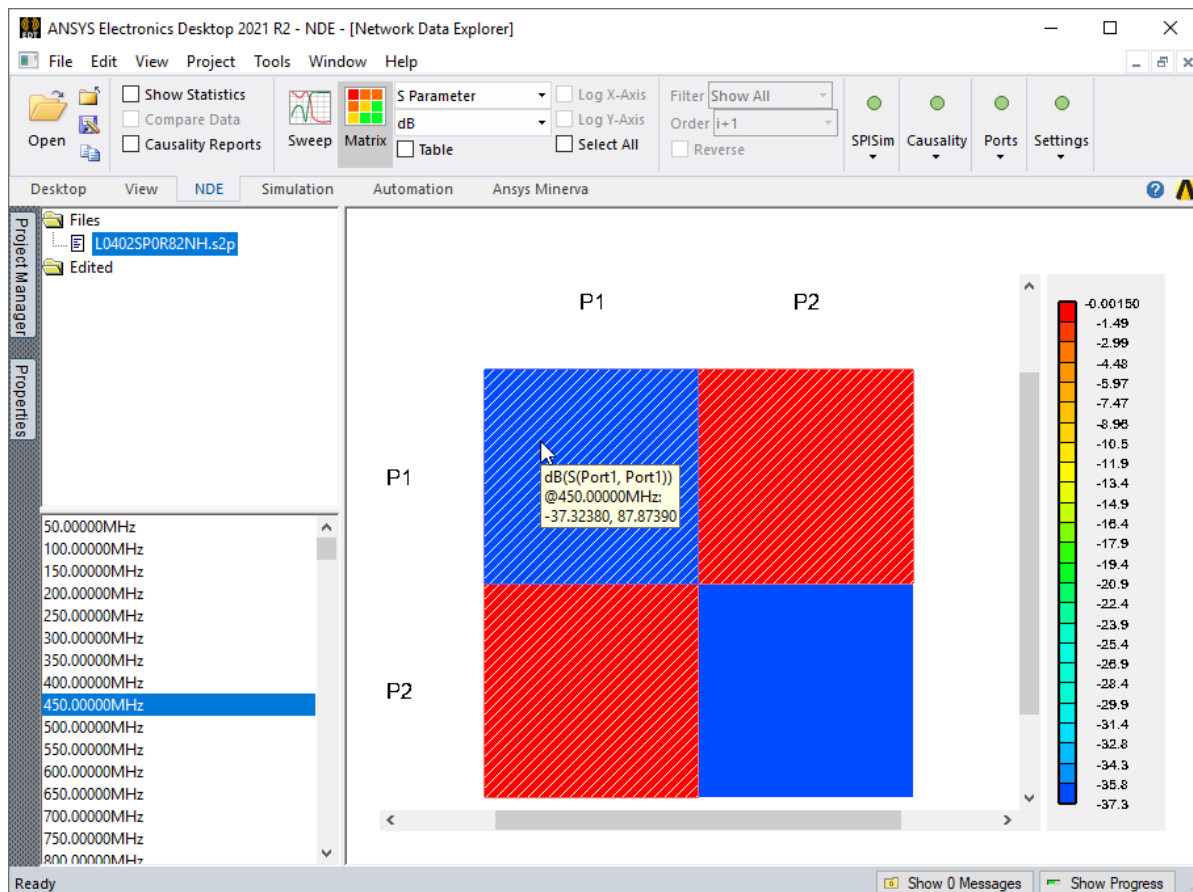 ANSYS Electronics Desktop 2021 R2 - NDE - [Network Data Explorer]
File Edit View Project Tools Window Help
Open
Show Statistics
Compare Data
Causality Reports
Sweep
Matrix
S Parameter
dB
Table
Log X-Axis
Log Y-Axis
Select All
Filter Show All
Order i+1
Reverse
SPISim
Causality
Ports
Settings
Desktop View NDE Simulation Automation Ansys Minerva
Project Manager
Properties
Files
L0402SP0R82NH.s2p
Edited
50.00000MHz
100.00000MHz
150.00000MHz
200.00000MHz
250.00000MHz
300.00000MHz
350.00000MHz
400.00000MHz
450.00000MHz
500.00000MHz
550.00000MHz
600.00000MHz
650.00000MHz
700.00000MHz
750.00000MHz
800.00000MHz
P1 P2
P1
P2
dB(S(Port1, Port1))
@450.00000MHz:
-37.32380, 87.87390
-0.00150
-1.49
-2.99
-4.48
-5.97
-7.47
-8.96
-10.5
-11.9
-13.4
-14.9
-16.4
-17.9
-19.4
-20.9
-22.4
-23.9
-25.4
-26.9
-28.4
-29.9
-31.4
-32.8
-34.3
-35.8
-37.3
Ready
Show 0 Messages
Show Progress